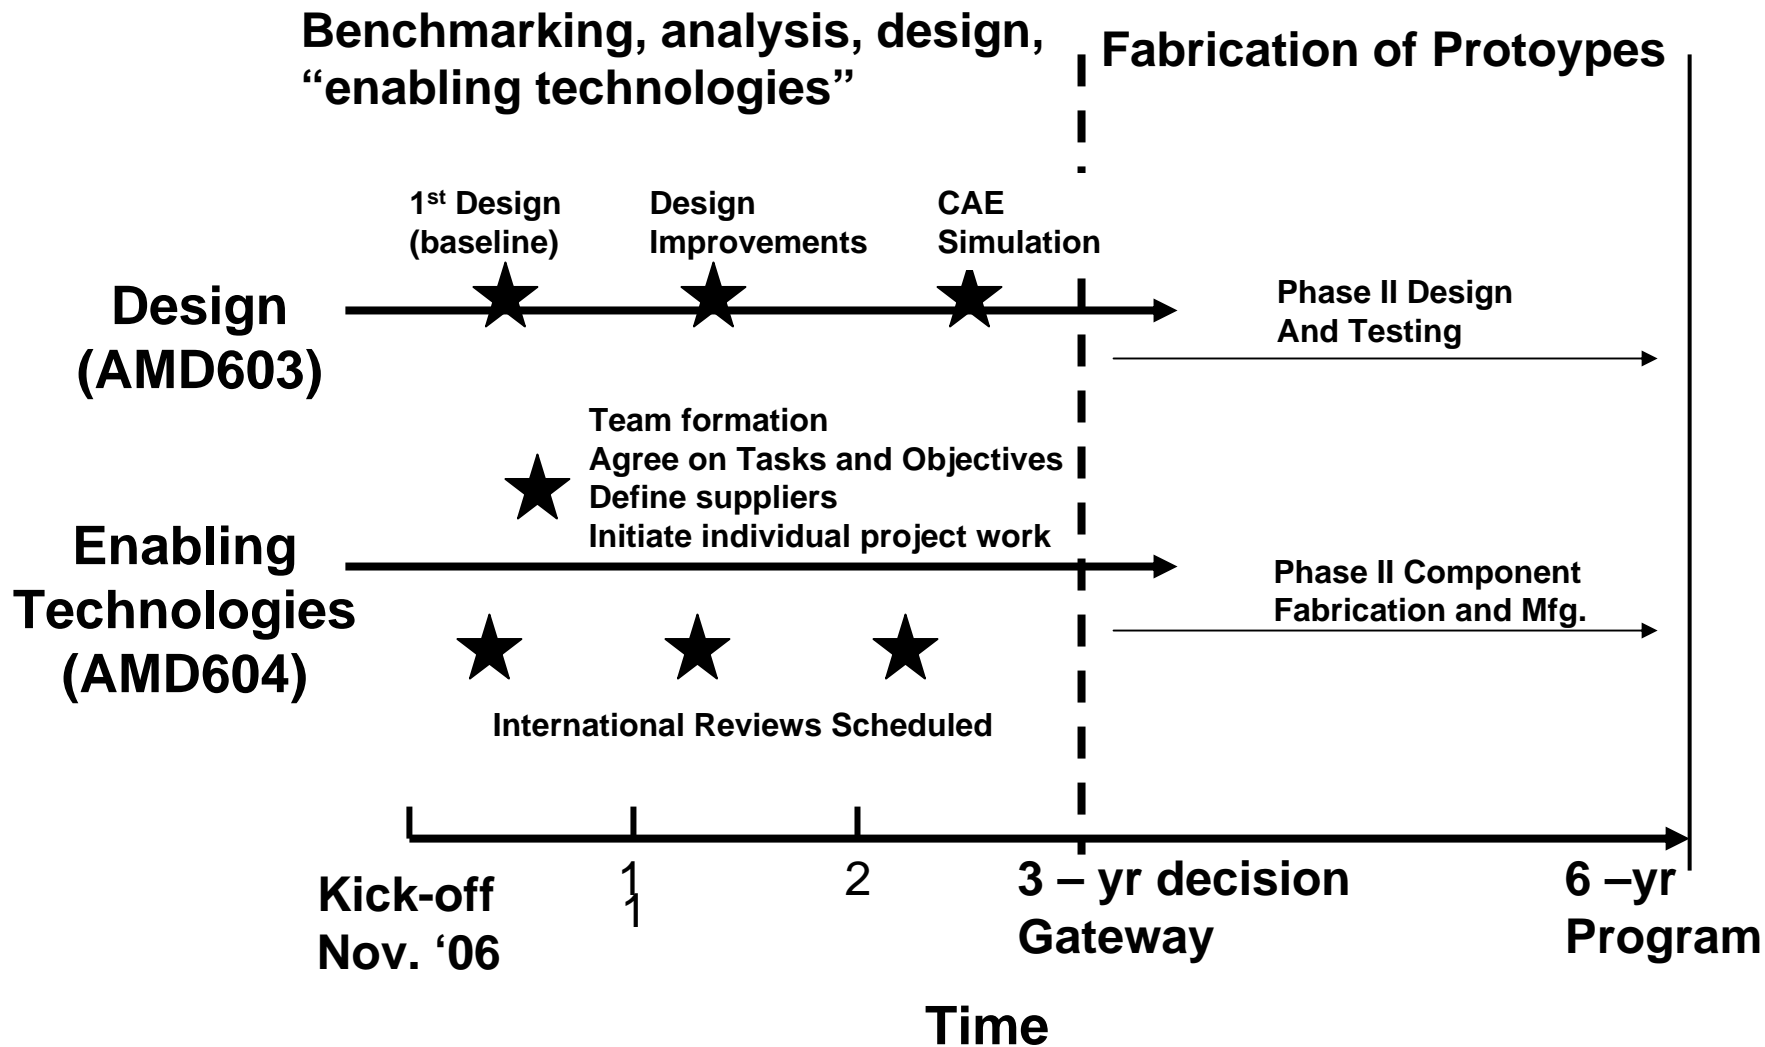 Benchmarking, analysis, design,
“enabling technologies”
Fabrication of Protoypes
1st Design
(baseline)
Design
Improvements
CAE
Simulation
Design
(AMD603)
Phase II Design
And Testing
Team formation
Agree on Tasks and Objectives
Define suppliers
Initiate individual project work
Enabling
Technologies
(AMD604)
Phase II Component
Fabrication and Mfg.
International Reviews Scheduled
Kick-off
Nov. ‘06
1
1
2
3 – yr decision
Gateway
6 –yr
Program
Time